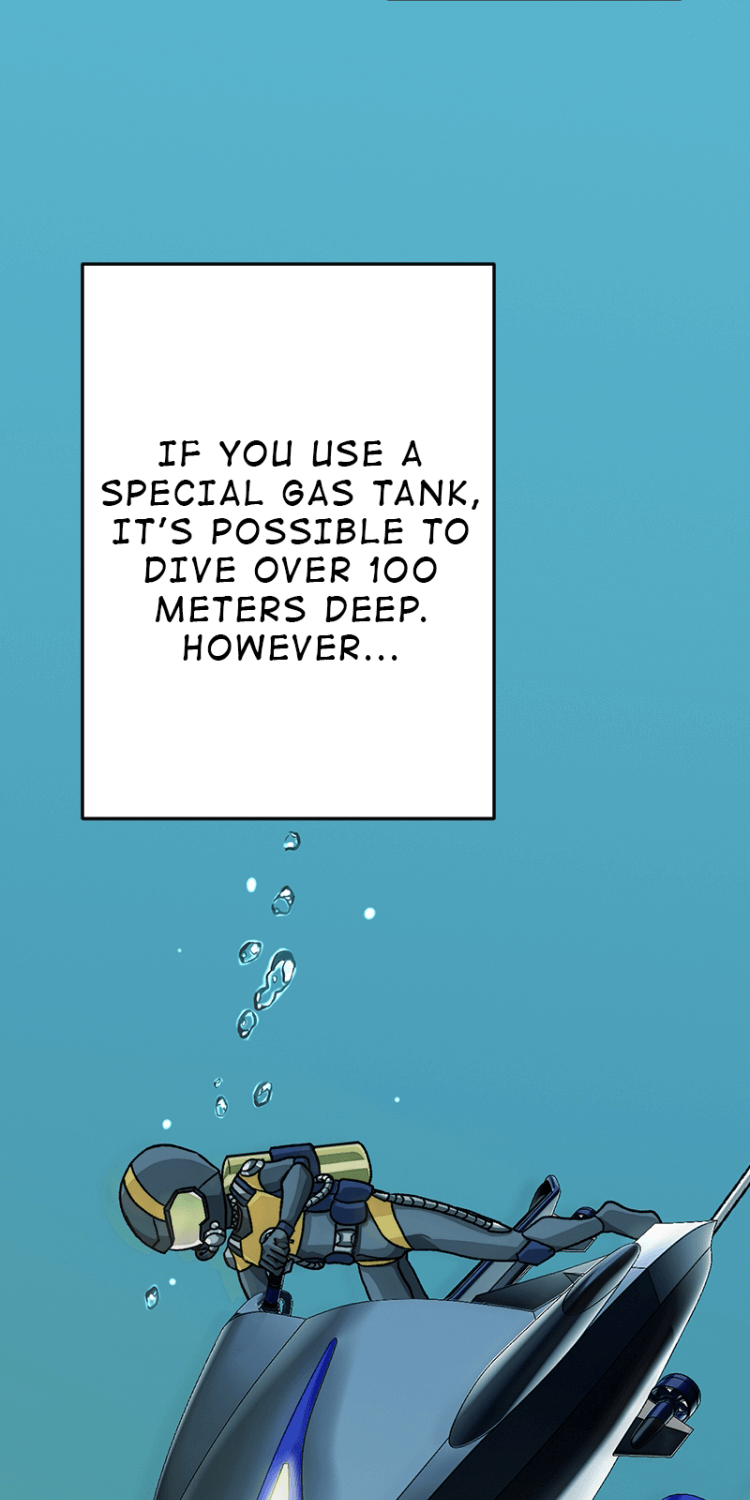 IF YOU USE A
SPECIAL GAS TANK,
IT'S POSSIBLE TO
DIVE OVER 100
METERS DEEP.
HOWEVER...